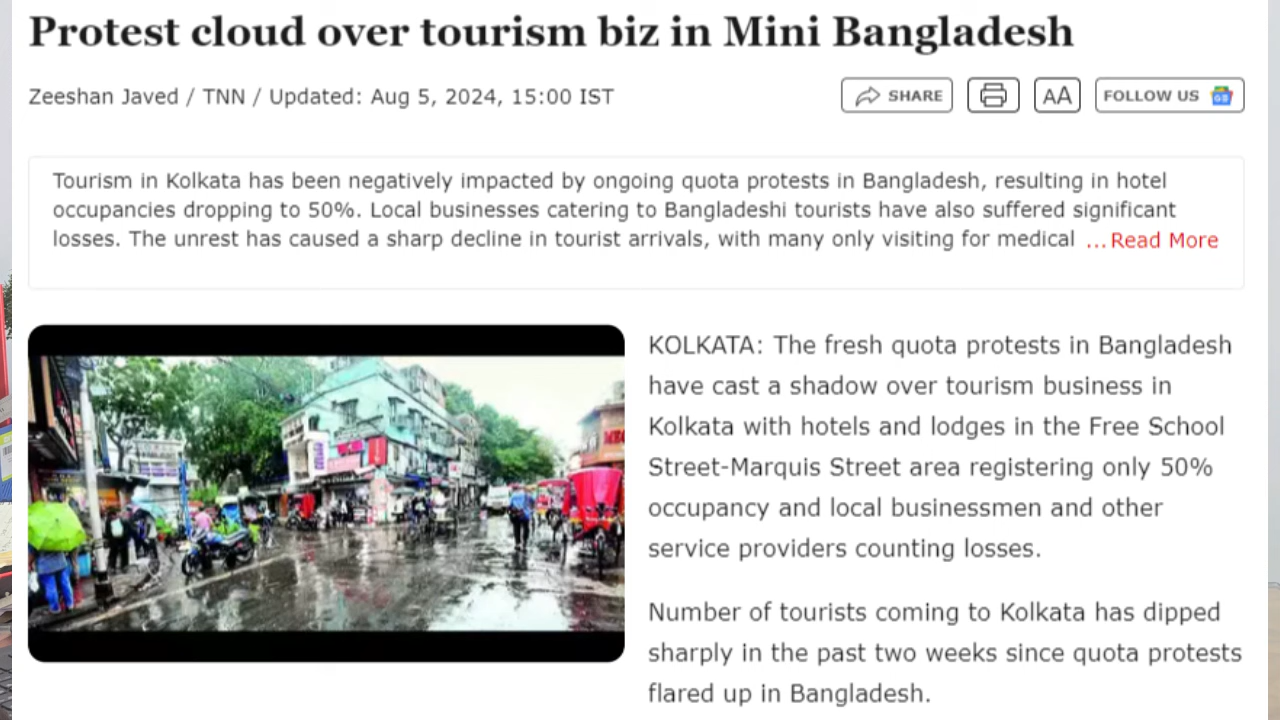 Protest cloud over tourism biz in Mini Bangladesh
Zeeshan Javed / TNN / Updated: Aug 5, 2024, 15:00 IST
SHARE
AA
FOLLOW US
Tourism in Kolkata has been negatively impacted by ongoing quota protests in Bangladesh, resulting in hotel
occupancies dropping to 50%. Local businesses catering to Bangladeshi tourists have also suffered significant
losses. The unrest has caused a sharp decline in tourist arrivals, with many only visiting for medical ...Read More
KOLKATA: The fresh quota protests in Bangladesh
have cast a shadow over tourism business in
Kolkata with hotels and lodges in the Free School
Street-Marquis Street area registering only 50%
occupancy and local businessmen and other
service providers counting losses.
Number of tourists coming to Kolkata has dipped
sharply in the past two weeks since quota protests
flared up in Bangladesh.